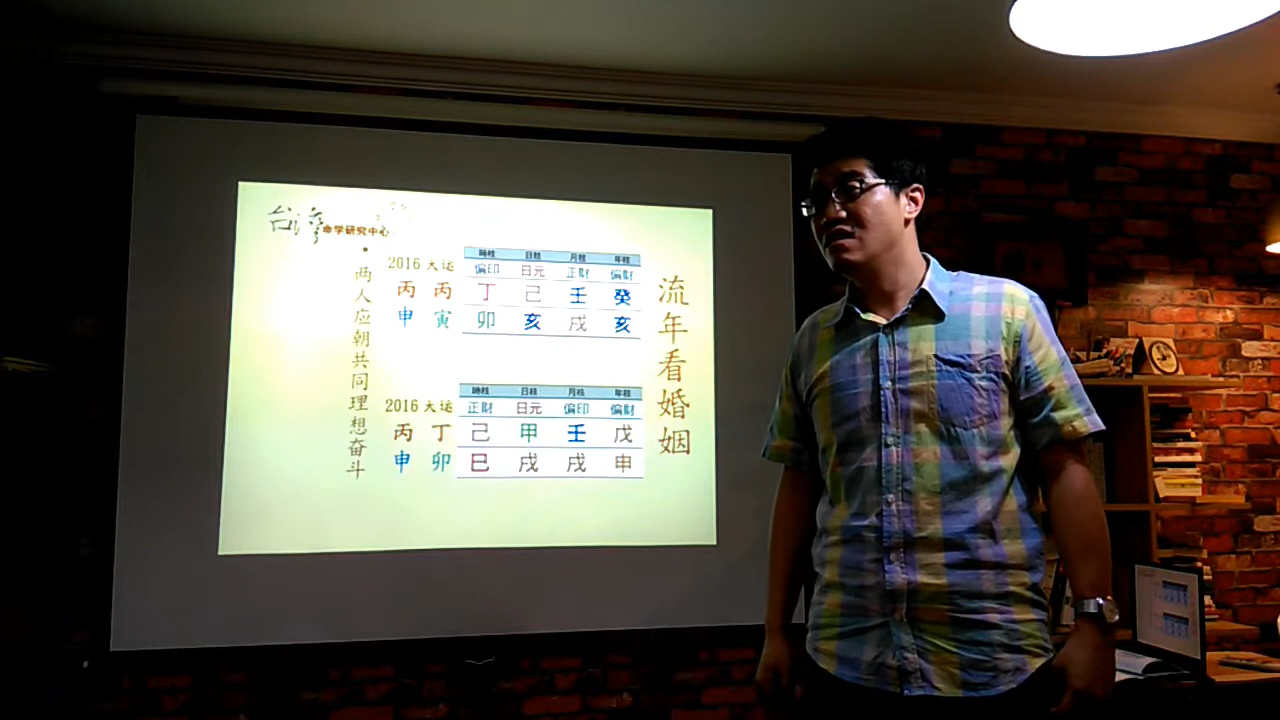 台湾命学研究中心
流年看婚姻
時柱 日柱 月柱 年柱
2016 大运 偏印 日元 正財 偏財
丙 丙 丁 己 壬 癸
申 寅 卯 亥 戌 亥
時柱 日柱 月柱 年柱
2016 大运 正財 日元 偏印 偏財
丙 丁 己 甲 壬 戊
申 卯 巳 戌 戌 申
• 两人应朝共同理想奋斗